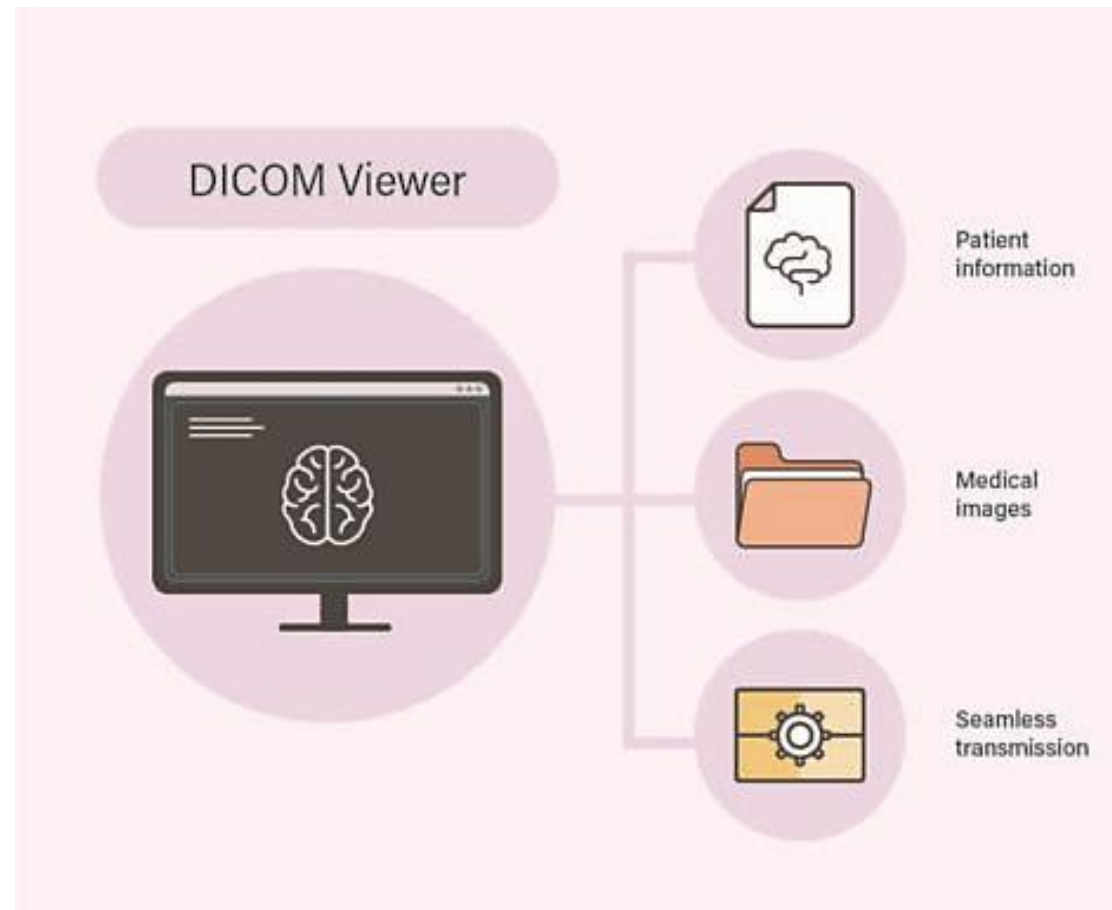 DICOM Viewer
Patient
information
Medical
images
Seamless
transmission